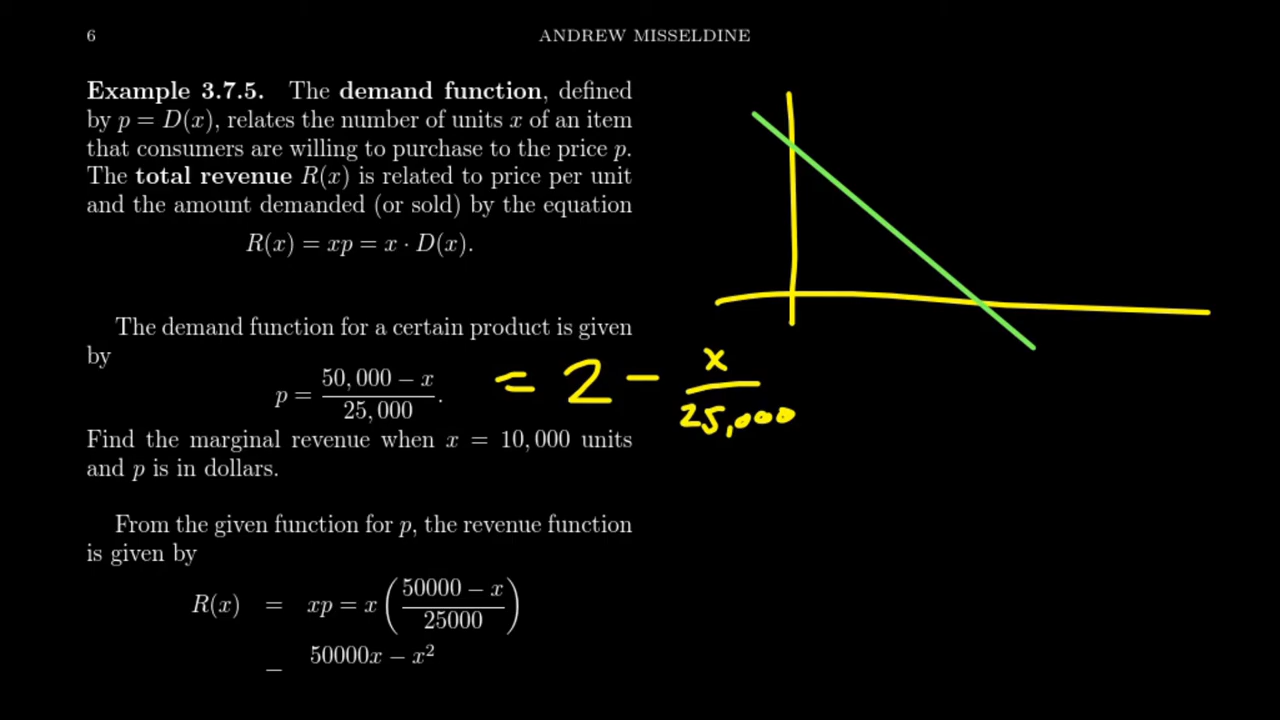 6 ANDREW MISSELDINE
Example 3.7.5. The demand function, defined
by p = D(x), relates the number of units x of an item
that consumers are willing to purchase to the price p.
The total revenue R(x) is related to price per unit
and the amount demanded (or sold) by the equation
R(x) = xp = x · D(x).
The demand function for a certain product is given
by
p = \frac{50,000 − x}{25,000}. = 2 − \frac{x}{25,000}
Find the marginal revenue when x = 10,000 units
and p is in dollars.
From the given function for p, the revenue function
is given by
R(x) = xp = x(\frac{50000 − x}{25000})
50000x − x²